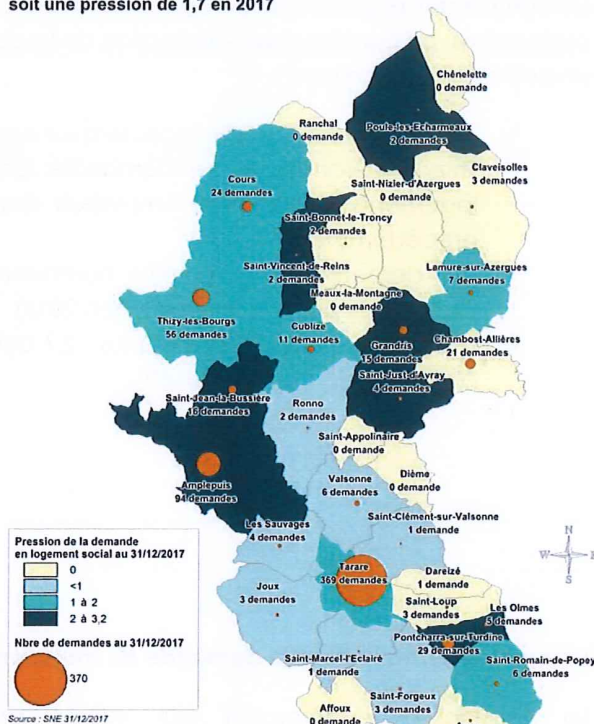 soit une pression de 1,7 en 2017
Chênelette
0 demande
Ranchal
0 demande
Poule-les-Echarmeaux
2 demandes
Claveisolles
3 demandes
Cours
24 demandes
Saint-Nizier-d'Azergues
0 demande
Saint-Bonnet-le-Troncy
2 demandes
Saint-Vincent-de-Reins
2 demandes
Lamure-sur-Azergues
7 demandes
Meaux-la-Montagne
0 demande
Thizy-les-Bourgs
56 demandes
Cublize
11 demandes
Grandris
15 demandes
Chambost-Allières
21 demandes
Saint-Just-d'Avray
4 demandes
Saint-Jean-la-Bussière
16 demandes
Ronno
2 demandes
Saint-Appolinaire
0 demande
Dième
0 demande
Amplepuis
94 demandes
Valsonne
6 demandes
Saint-Clément-sur-Valsonne
1 demande
Les Sauvages
4 demandes
Tarare
369 demandes
Dareizé
1 demande
Joux
3 demandes
Saint-Loup
3 demandes
Les Olmes
5 demandes
Pontcharra-sur-Turdine
29 demandes
Saint-Marcel-l'Eclairé
1 demande
Saint-Romain-de-Popey
6 demandes
Saint-Forgeux
3 demandes
Affoux
0 demande
Pression de la demande
en logement social au 31/12/2017
0
<1
1 à 2
2 à 3,2
Nbre de demandes au 31/12/2017
370
Source : SNE 31/12/2017
N
W
E
S